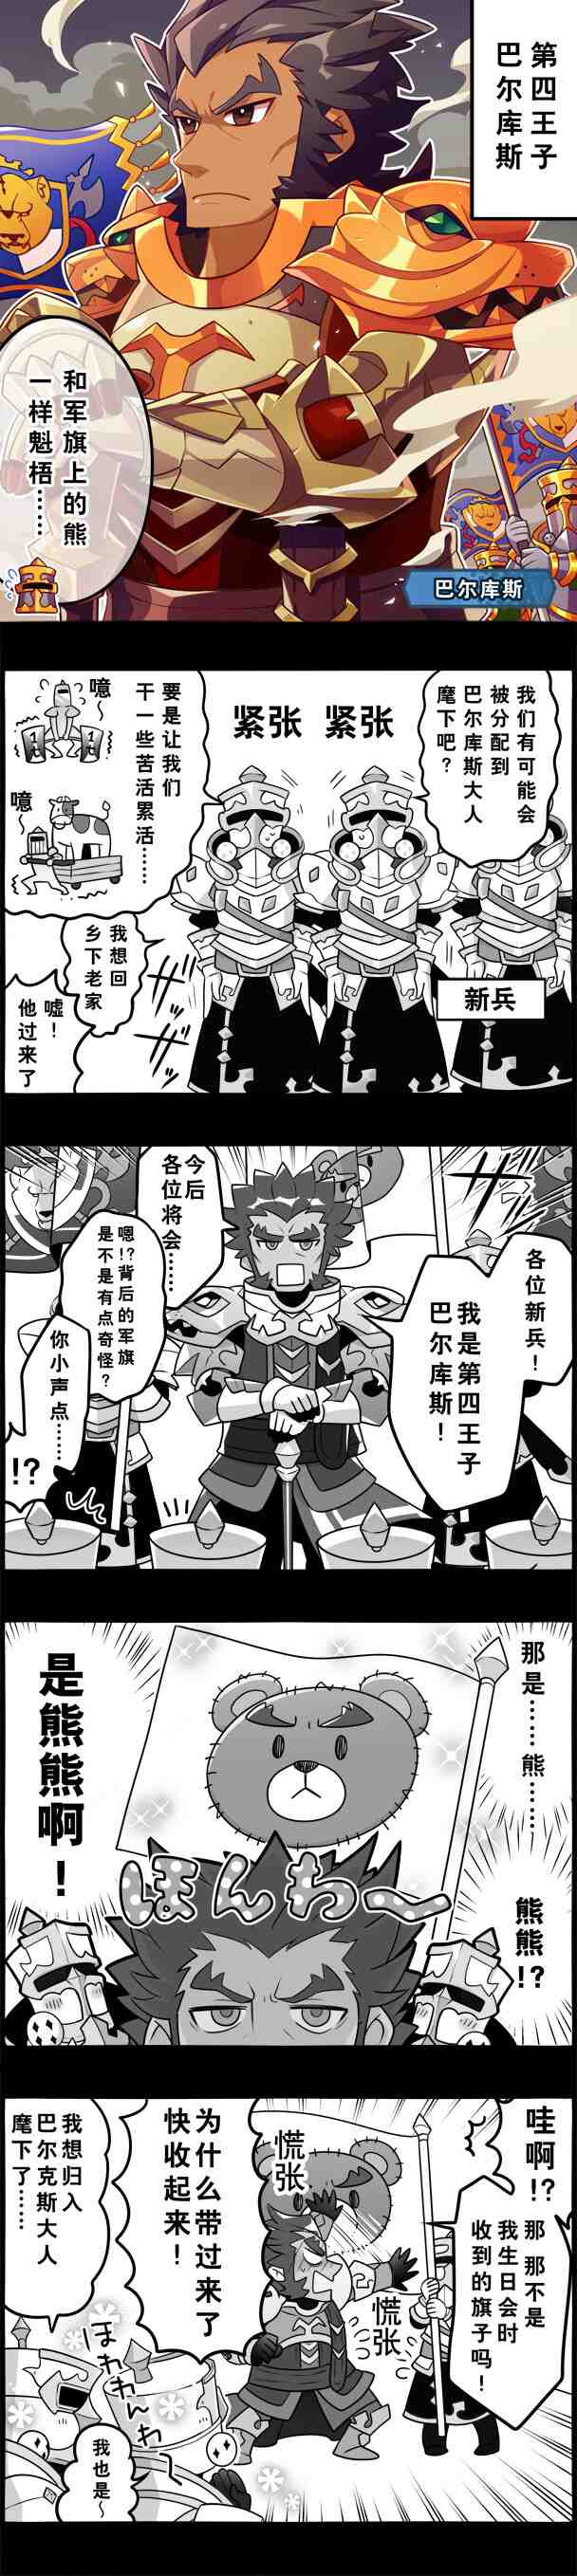 第四王子
巴尔库斯
和军旗上的熊
一样魁梧……
巴尔库斯
我们有可能会
被分配到
巴尔库斯大人
麾下吧？
紧张 紧张
要是让我们
干一些苦活累活……
噫～
噫～
新兵
我想回
乡下老家
嘘！
他过来了
ザッ
ザッ
ザッ
各位新兵！
我是第四王子
巴尔库斯！
今后
各位将会……
嗯!?背后的军旗
是不是有点奇怪？
你小声点……
!?
那是……熊……
熊熊!?
是熊熊啊！
ほんわ～
哇啊!?
那 那不是
我生日会时
收到的旗子吗！
慌张
慌张
为什么带过来了
快收起来！
我想归入
巴尔克斯大人
麾下了……
ほわわんわ
我也是～